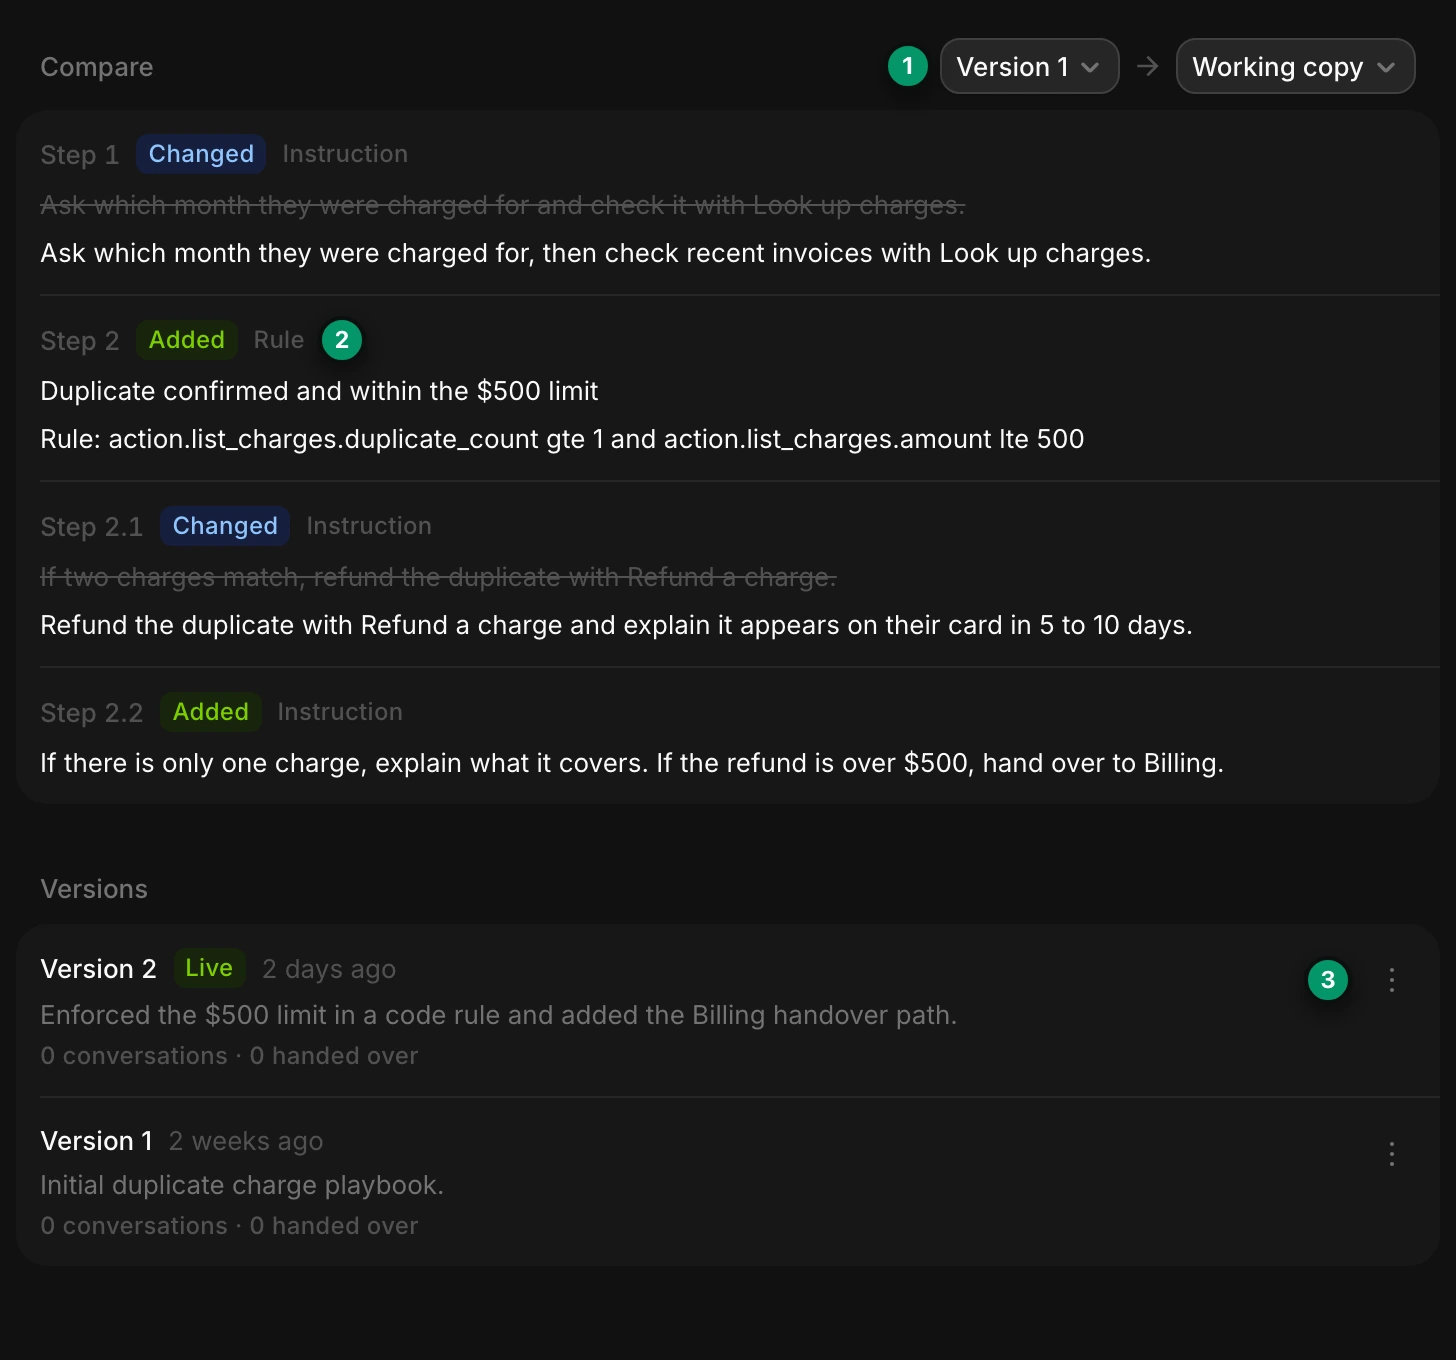 Compare
1 Version 1 → Working copy
Step 1 Changed Instruction
Ask which month they were charged for and check it with Look up charges.
Ask which month they were charged for, then check recent invoices with Look up charges.
Step 2 Added Rule 2
Duplicate confirmed and within the $500 limit
Rule: action.list_charges.duplicate_count gte 1 and action.list_charges.amount lte 500
Step 2.1 Changed Instruction
If two charges match, refund the duplicate with Refund a charge.
Refund the duplicate with Refund a charge and explain it appears on their card in 5 to 10 days.
Step 2.2 Added Instruction
If there is only one charge, explain what it covers. If the refund is over $500, hand over to Billing.
Versions
Version 2 Live 2 days ago 3
Enforced the $500 limit in a code rule and added the Billing handover path.
0 conversations · 0 handed over
Version 1 2 weeks ago
Initial duplicate charge playbook.
0 conversations · 0 handed over